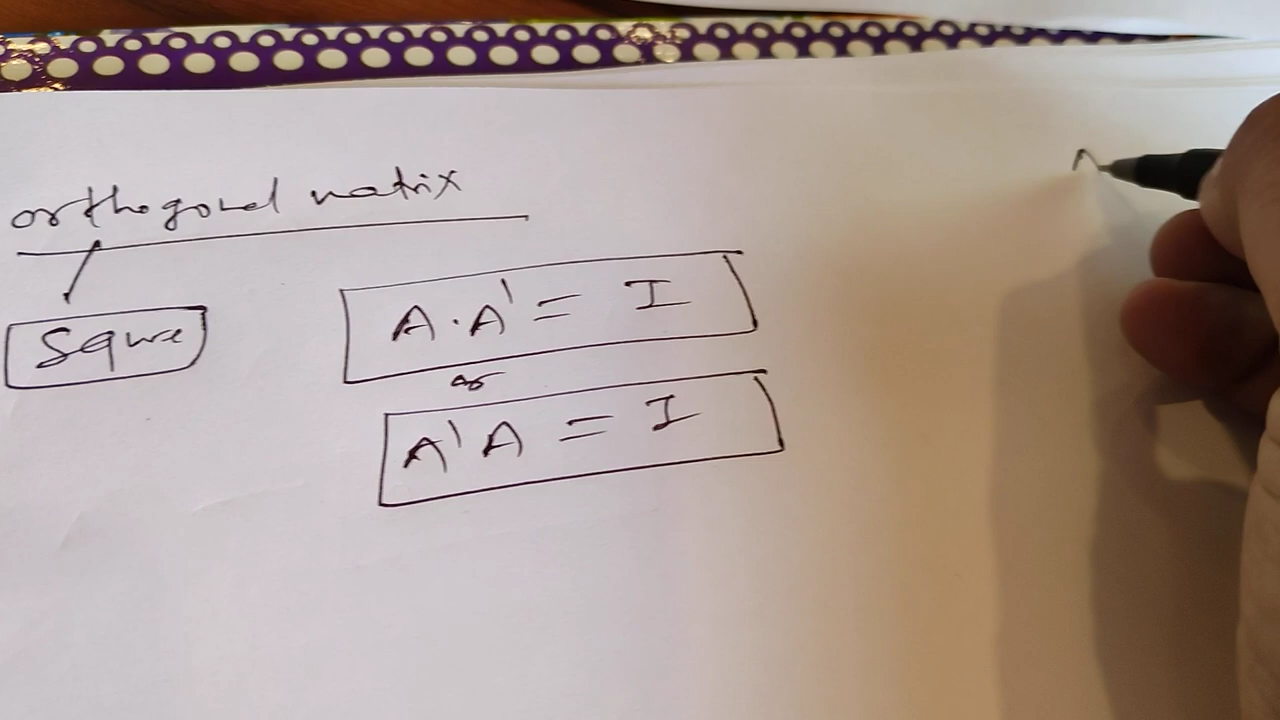 orthogonal matrix
Square
A·A' = I
or
A'A = I